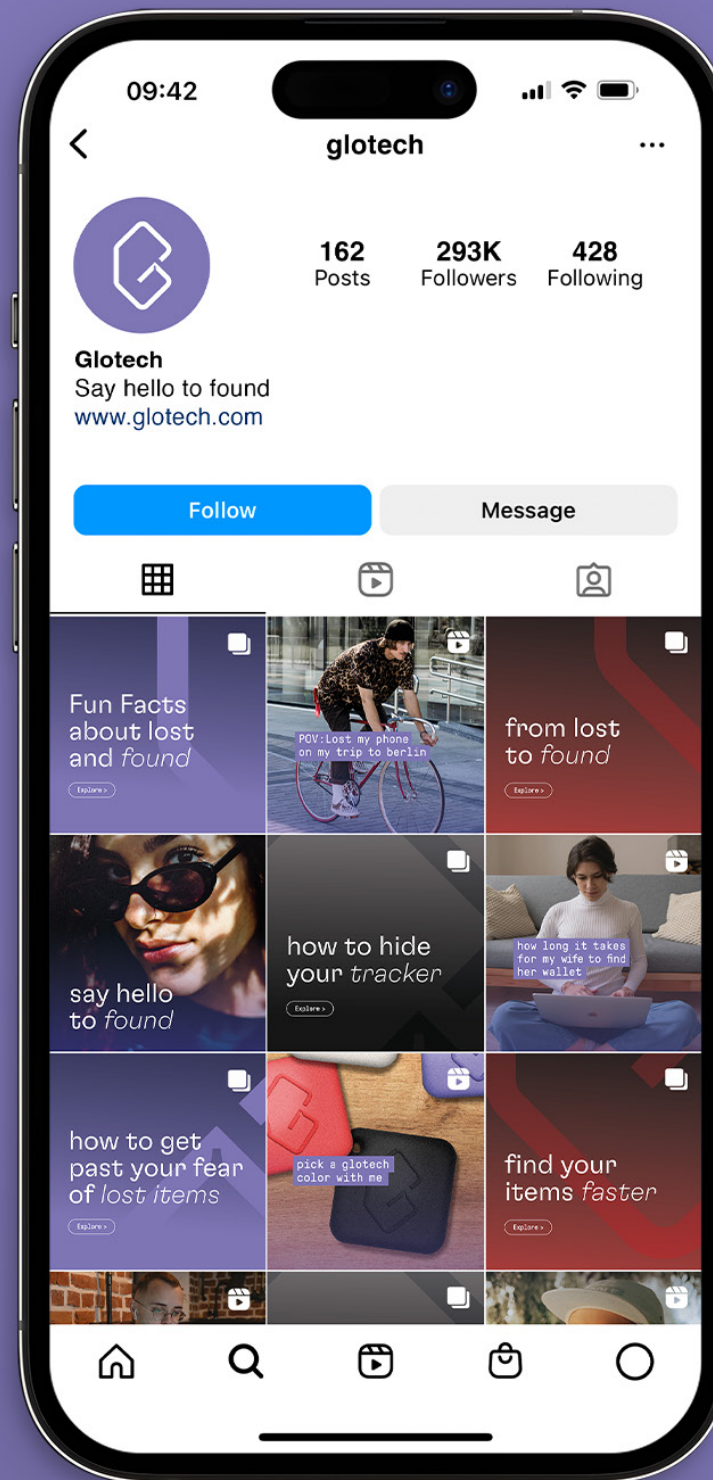 09:42
glotech
162
Posts
293K
Followers
428
Following
Glotech
Say hello to found
www.glotech.com
Follow
Message
Fun Facts
about lost
and found
Explore >
POV:Lost my phone
on my trip to berlin
from lost
to found
Explore >
say hello
to found
how to hide
your tracker
Explore >
how long it takes
for my wife to find
her wallet
how to get
past your fear
of lost items
Explore >
pick a glotech
color with me
find your
items faster
Explore >